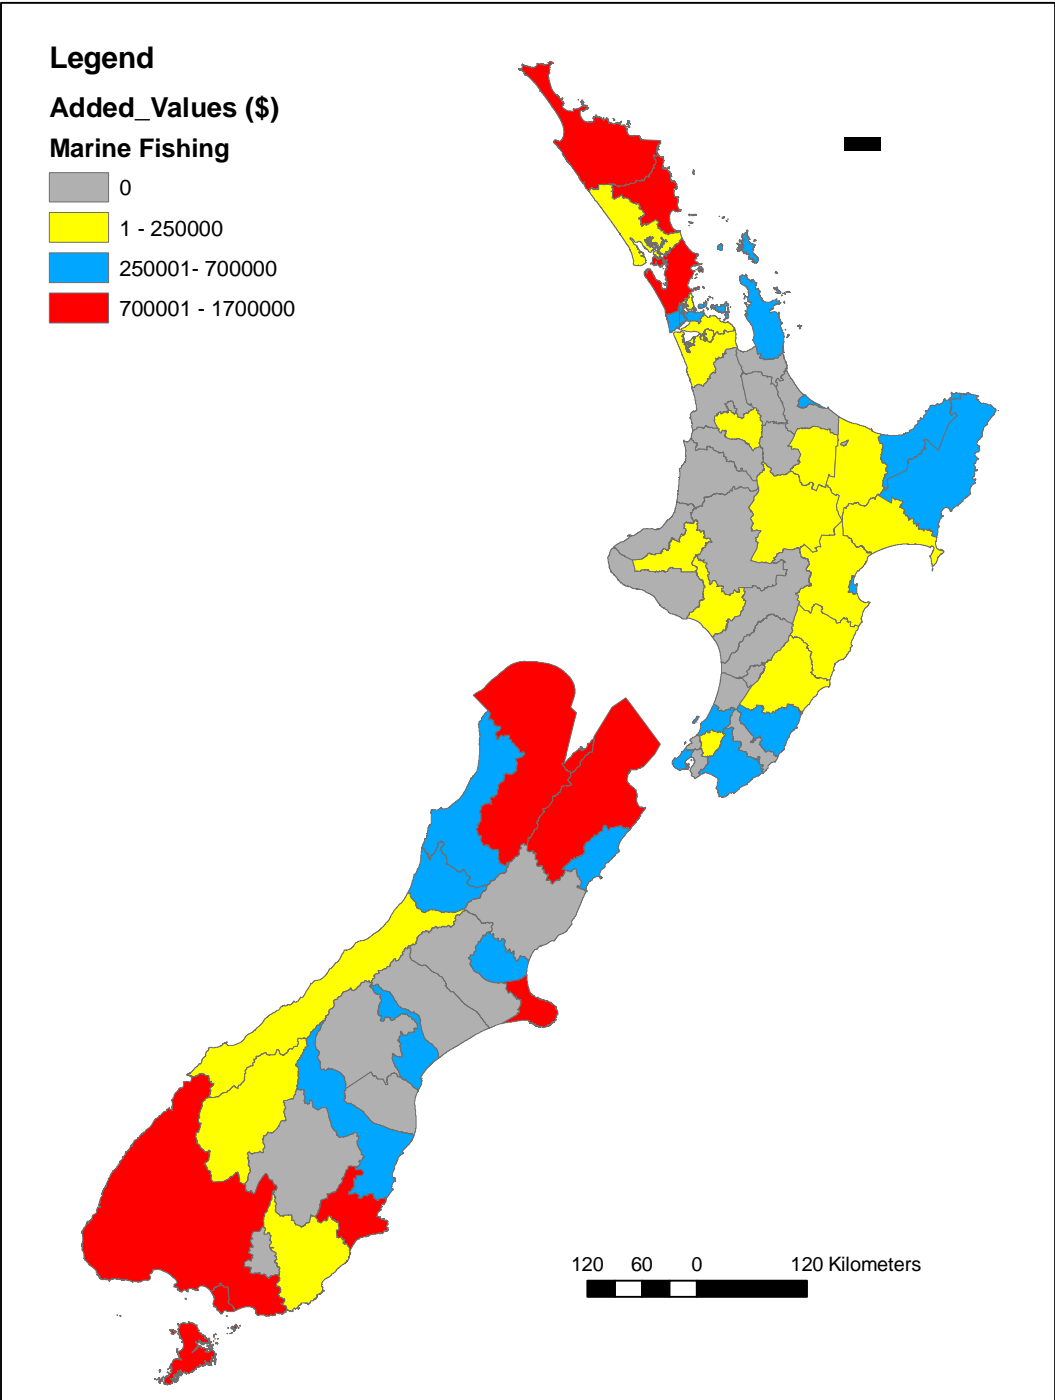 Legend
Added_Values ($)
Marine Fishing
0
1 - 250000
250001- 700000
700001 - 1700000
120 60 0 120 Kilometers